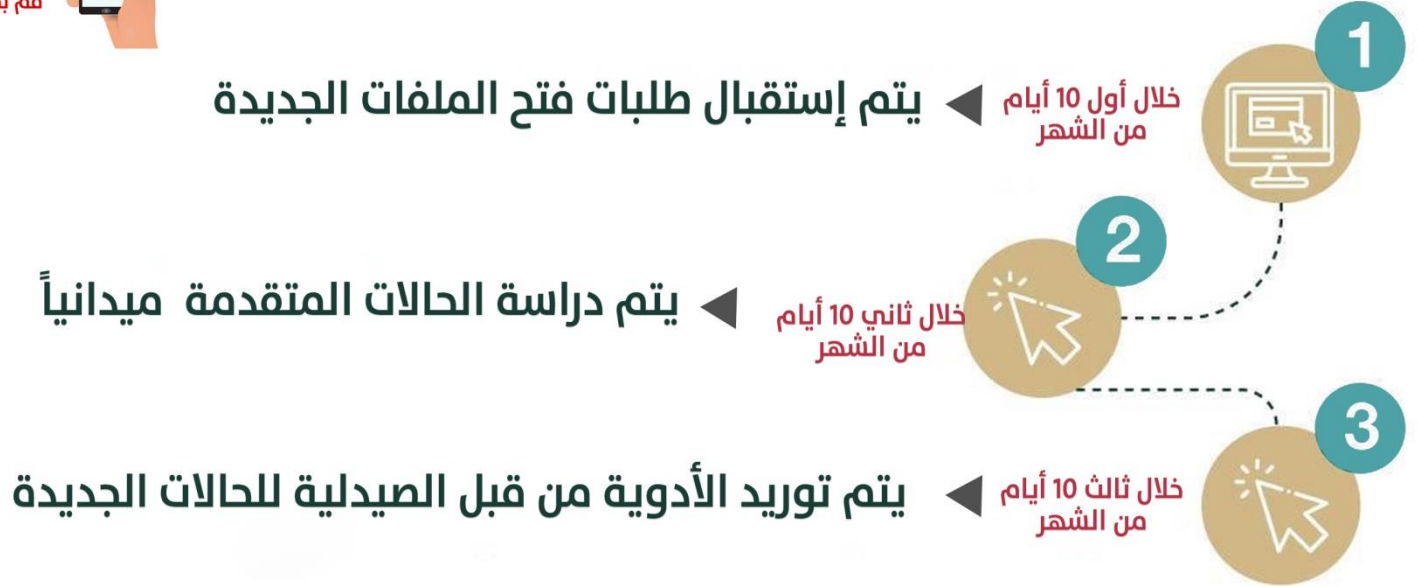 1
خلال أول 10 أيام
من الشهر
يتم إستقبال طلبات فتح الملفات الجديدة
2
خلال ثاني 10 أيام
من الشهر
يتم دراسة الحالات المتقدمة ميدانياً
3
خلال ثالث 10 أيام
من الشهر
يتم توريد الأدوية من قبل الصيدلية للحالات الجديدة